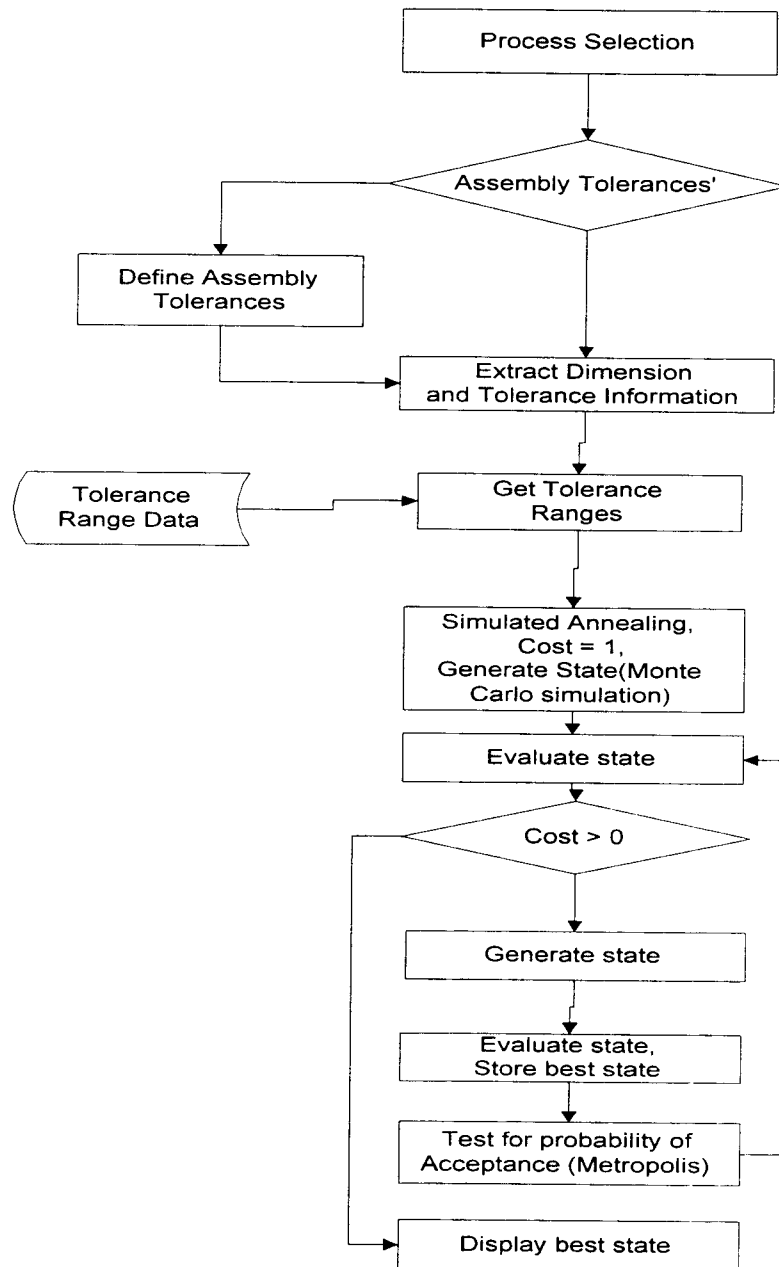 Process Selection
Assembly Tolerances'
Define Assembly
Tolerances
Extract Dimension
and Tolerance Information
Tolerance
Range Data
Get Tolerance
Ranges
Simulated Annealing,
Cost = 1,
Generate State(Monte
Carlo simulation)
Evaluate state
Cost > 0
Generate state
Evaluate state,
Store best state
Test for probability of
Acceptance (Metropolis)
Display best state